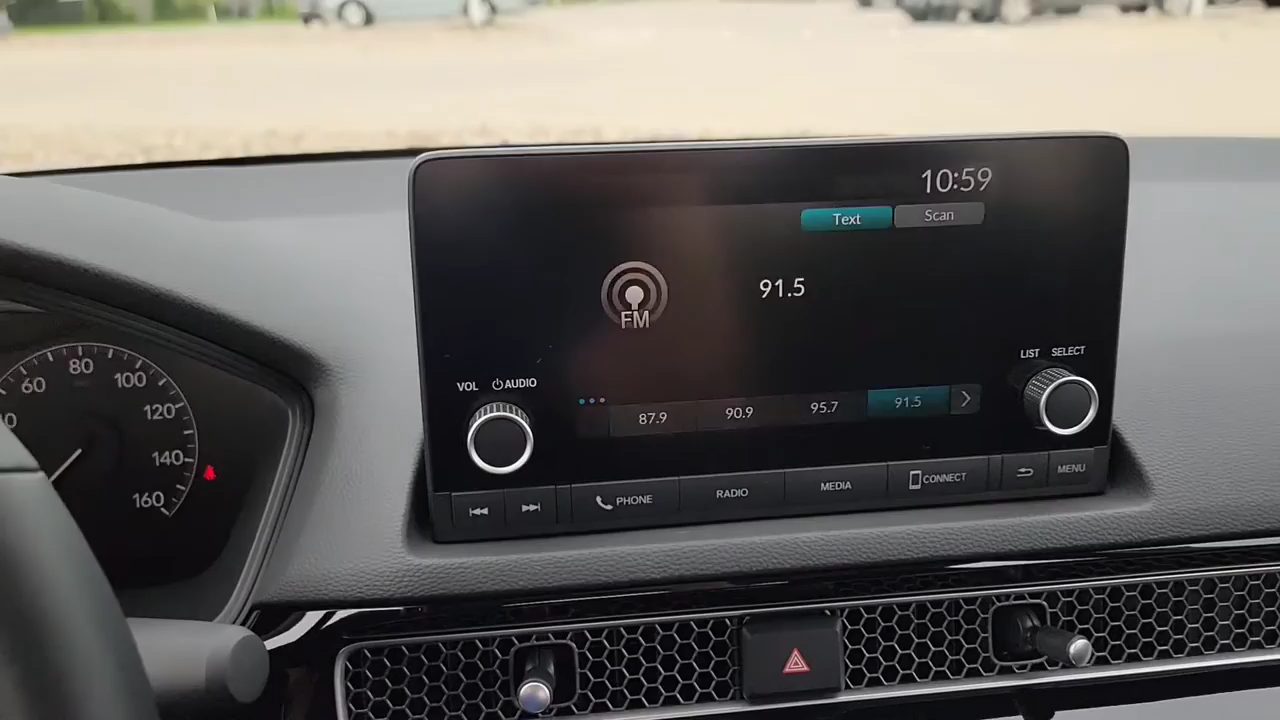 10:59
Text Scan
FM 91.5
LIST SELECT
VOL AUDIO
87.9 90.9 95.7 91.5
PHONE RADIO MEDIA CONNECT MENU
60 80 100 120 140 160